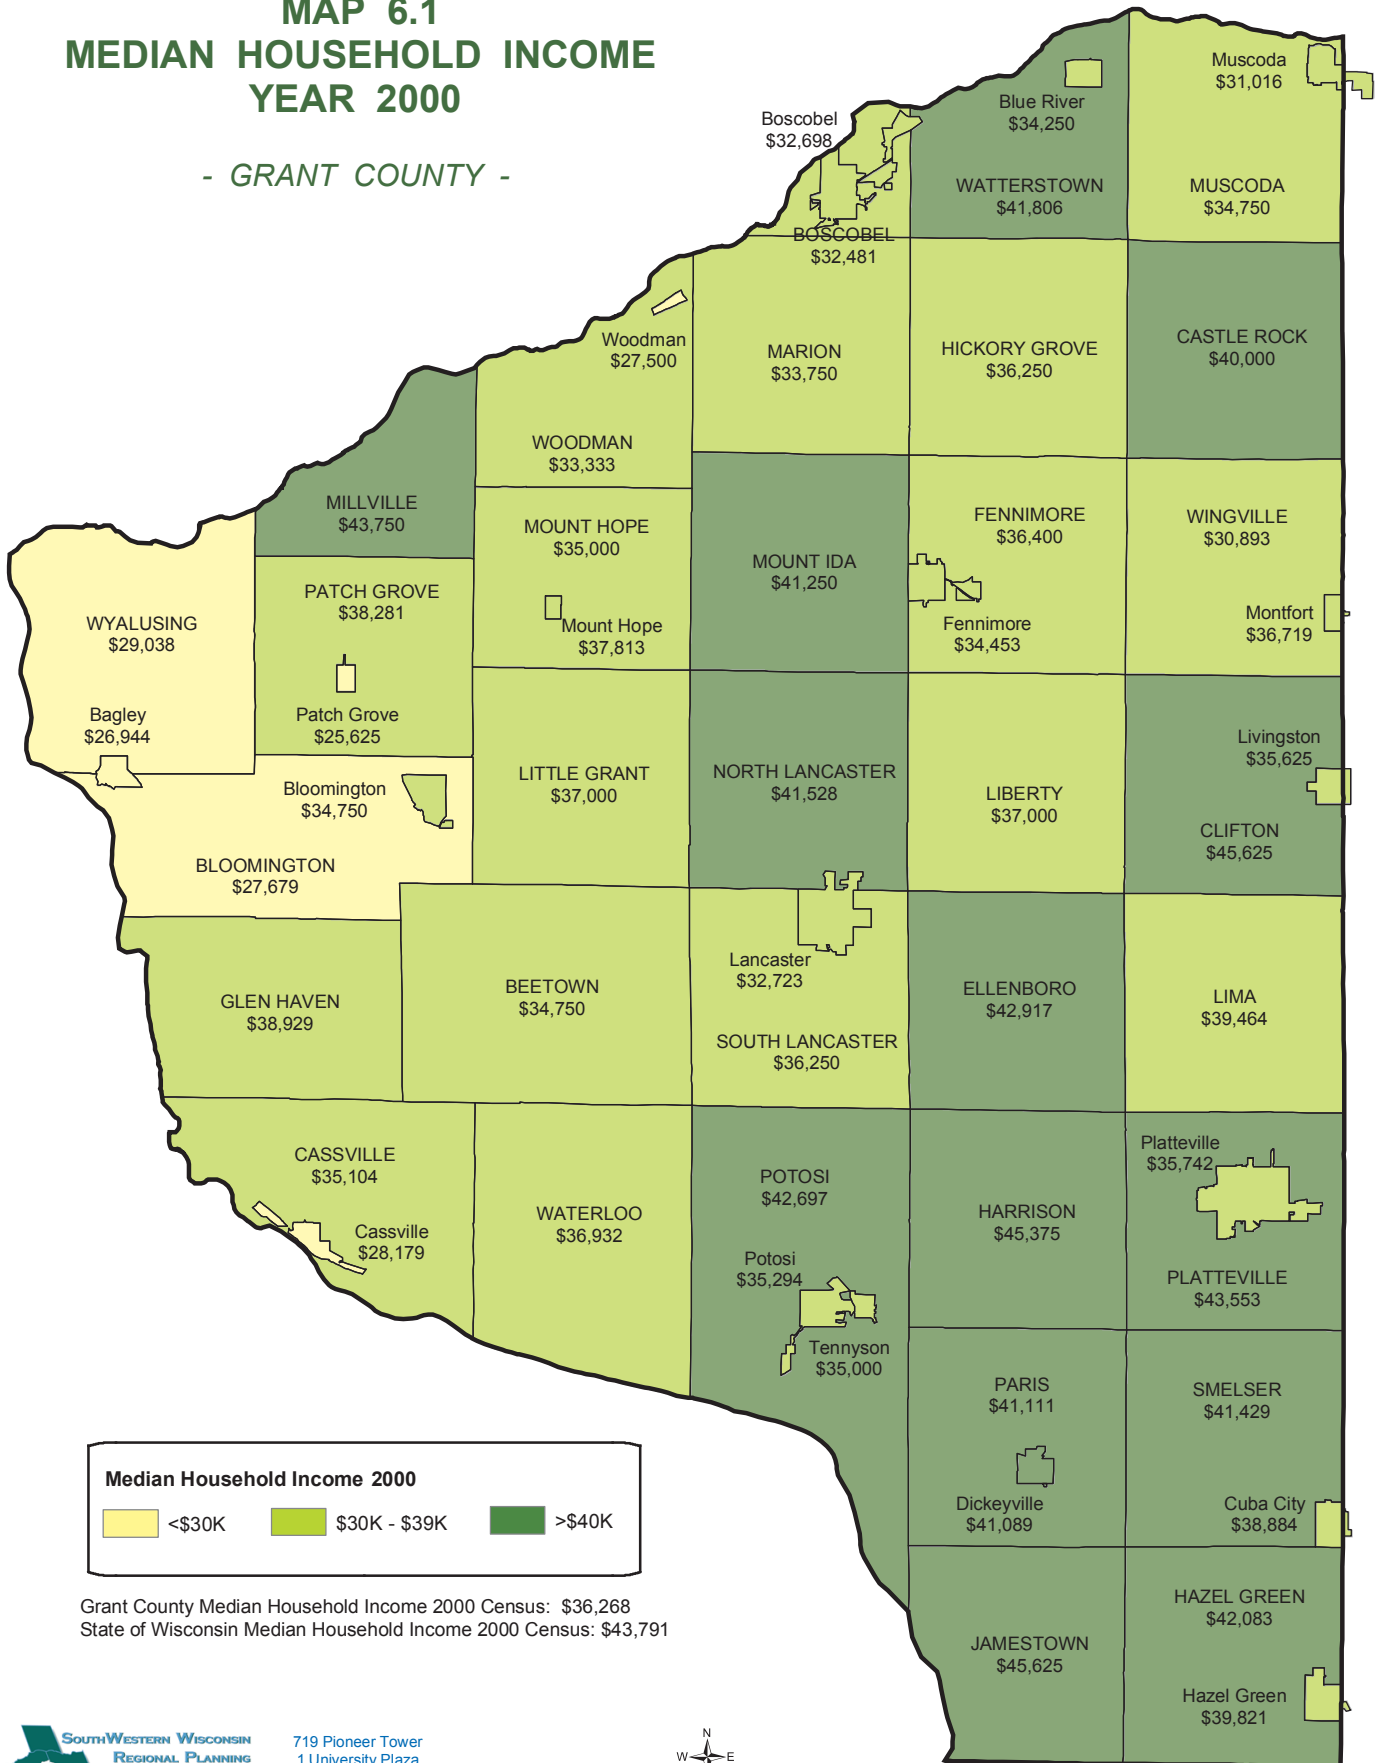 MAP 6.1
MEDIAN HOUSEHOLD INCOME
YEAR 2000
- GRANT COUNTY -
Muscoda
$31,016
Blue River
$34,250
Boscobel
$32,698
WATTERSTOWN
$41,806
MUSCODA
$34,750
BOSCOBEL
$32,481
Woodman
$27,500
MARION
$33,750
HICKORY GROVE
$36,250
CASTLE ROCK
$40,000
WOODMAN
$33,333
MILLVILLE
$43,750
MOUNT HOPE
$35,000
MOUNT IDA
$41,250
FENNIMORE
$36,400
WINGVILLE
$30,893
WYALUSING
$29,038
PATCH GROVE
$38,281
Mount Hope
$37,813
Fennimore
$34,453
Montfort
$36,719
Bagley
$26,944
Patch Grove
$25,625
Livingston
$35,625
Bloomington
$34,750
LITTLE GRANT
$37,000
NORTH LANCASTER
$41,528
LIBERTY
$37,000
CLIFTON
$45,625
BLOOMINGTON
$27,679
Lancaster
$32,723
GLEN HAVEN
$38,929
BEETOWN
$34,750
ELLENBORO
$42,917
LIMA
$39,464
SOUTH LANCASTER
$36,250
CASSVILLE
$35,104
Cassville
$28,179
WATERLOO
$36,932
POTOSI
$42,697
HARRISON
$45,375
Platteville
$35,742
Potosi
$35,294
PLATTEVILLE
$43,553
Tennyson
$35,000
PARIS
$41,111
SMELSER
$41,429
Dickeyville
$41,089
Cuba City
$38,884
HAZEL GREEN
$42,083
JAMESTOWN
$45,625
Hazel Green
$39,821
Median Household Income 2000
<$30K $30K - $39K >$40K
Grant County Median Household Income 2000 Census: $36,268
State of Wisconsin Median Household Income 2000 Census: $43,791
SOUTHWESTERN WISCONSIN
REGIONAL PLANNING
719 Pioneer Tower
1 University Plaza
N
W E